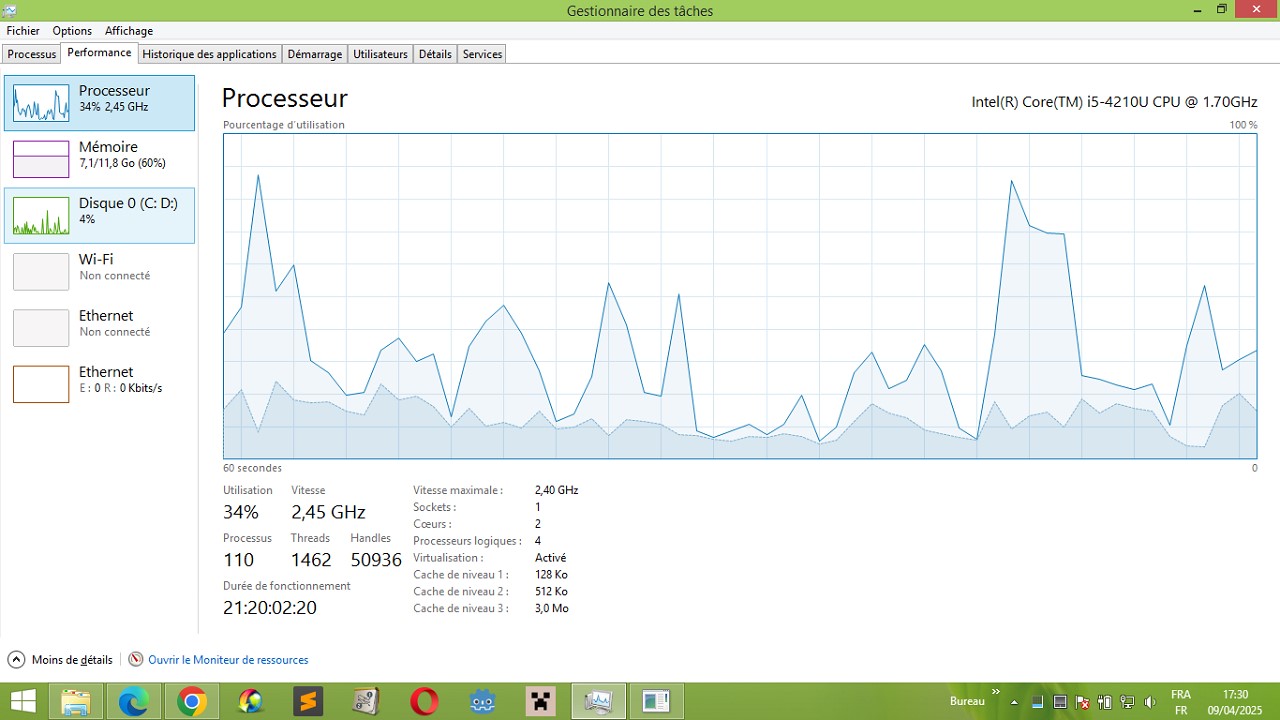 Gestionnaire des tâches
Fichier Options Affichage
Processus Performance Historique des applications Démarrage Utilisateurs Détails Services
Processeur
34% 2,45 GHz
Mémoire
7,1/11,8 Go (60%)
Disque 0 (C: D:)
4%
Wi-Fi
Non connecté
Ethernet
Non connecté
Ethernet
E : 0 R : 0 Kbits/s
Processeur
Intel(R) Core(TM) i5-4210U CPU @ 1.70GHz
Pourcentage d'utilisation 100 %
60 secondes 0
Utilisation Vitesse
34% 2,45 GHz
Processus Threads Handles
110 1462 50936
Durée de fonctionnement
21:20:02:20
Vitesse maximale : 2,40 GHz
Sockets : 1
Cœurs : 2
Processeurs logiques : 4
Virtualisation : Activé
Cache de niveau 1 : 128 Ko
Cache de niveau 2 : 512 Ko
Cache de niveau 3 : 3,0 Mo
Moins de détails Ouvrir le Moniteur de ressources
Bureau
FRA
FR
17:30
09/04/2025